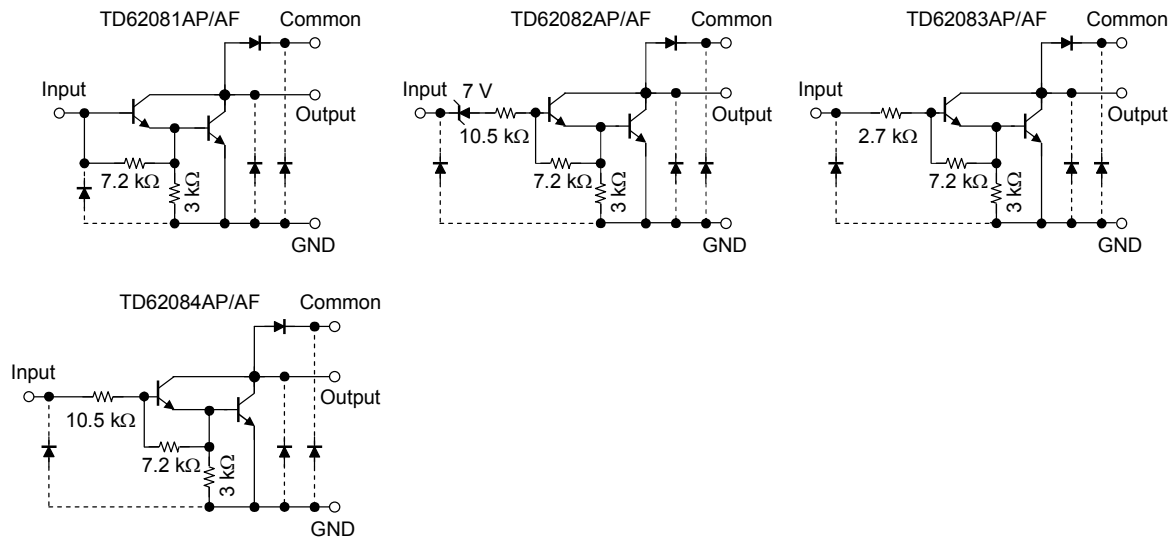 TD62081AP/AF
Common
Input
Output
7.2 kΩ
3 kΩ
GND
TD62082AP/AF
Common
Input
7 V
10.5 kΩ
Output
7.2 kΩ
3 kΩ
GND
TD62083AP/AF
Common
Input
2.7 kΩ
Output
7.2 kΩ
3 kΩ
GND
TD62084AP/AF
Common
Input
10.5 kΩ
Output
7.2 kΩ
3 kΩ
GND